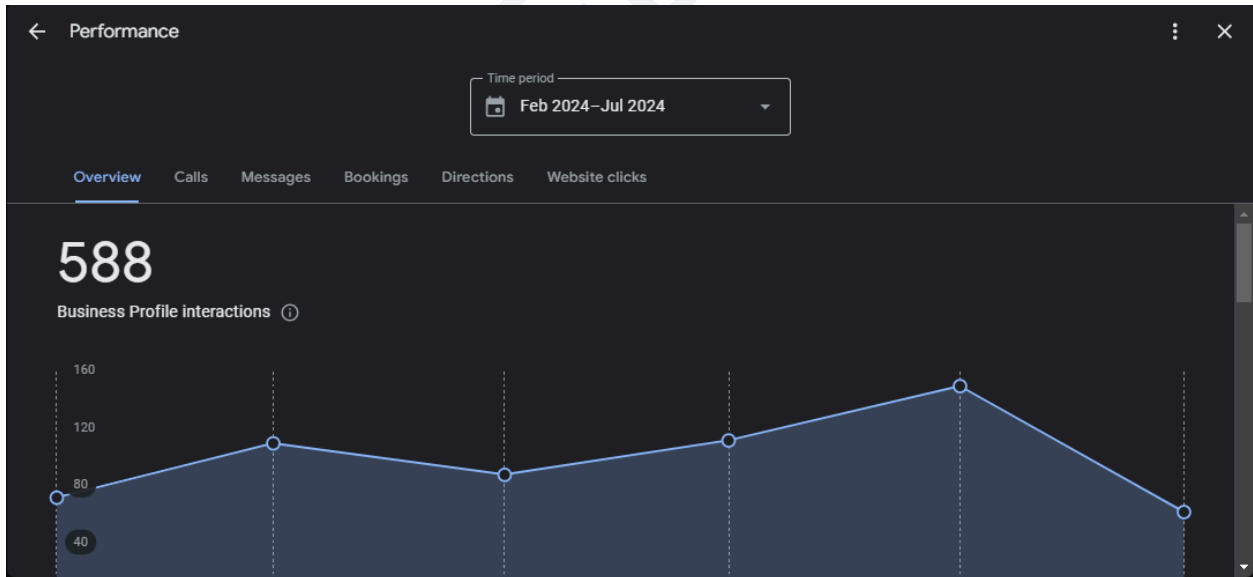 Performance
Time period
Feb 2024–Jul 2024
Overview Calls Messages Bookings Directions Website clicks
588
Business Profile interactions
160
120
80
40